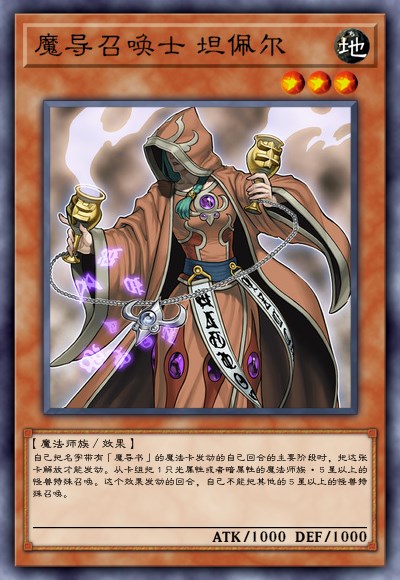 魔导召唤士 坦佩尔
地
【魔法师族／效果】
自己把名字带有「魔导书」的魔法卡发动的自己回合的主要阶段时，把这张
卡解放才能发动。从卡组把1只光属性或者暗属性的魔法师族·5星以上的
怪兽特殊召唤。这个效果发动的回合，自己不能把其他的5星以上的怪兽特
殊召唤。
ATK/1000 DEF/1000